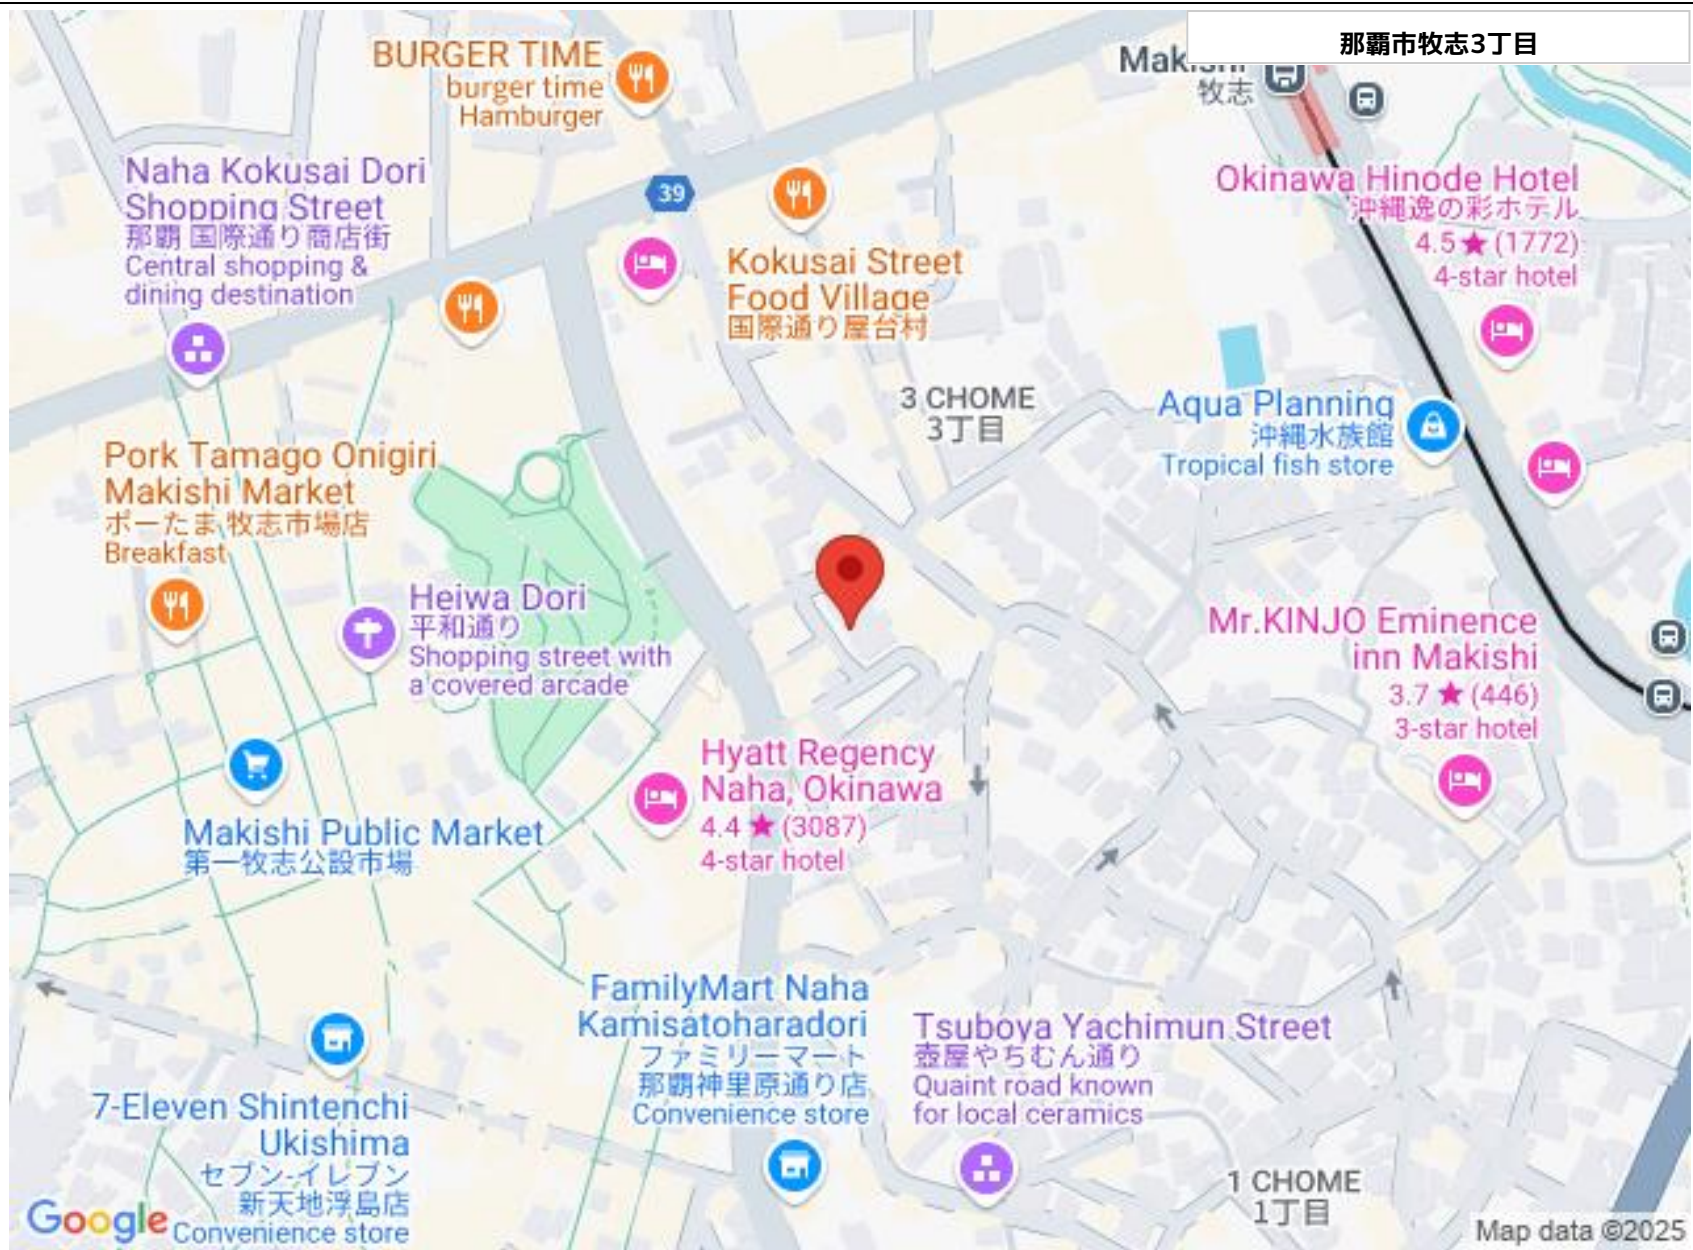 那覇市牧志3丁目
BURGER TIME
burger time
Hamburger
Makishi
牧志
Naha Kokusai Dori
Shopping Street
那覇 国際通り商店街
Central shopping &
dining destination
39
Okinawa Hinode Hotel
沖縄逸の彩ホテル
4.5★(1772)
4-star hotel
Kokusai Street
Food Village
国際通り屋台村
3 CHOME
3丁目
Aqua Planning
沖縄水族館
Tropical fish store
Pork Tamago Onigiri
Makishi Market
ポーたま 牧志市場店
Breakfast
Heiwa Dori
平和通り
Shopping street with
a covered arcade
Mr.KINJO Eminence
inn Makishi
3.7★(446)
3-star hotel
Hyatt Regency
Naha, Okinawa
4.4★(3087)
4-star hotel
Makishi Public Market
第一牧志公設市場
FamilyMart Naha
Kamisatoharadori
ファミリーマート
那覇神里原通り店
Convenience store
Tsuboya Yachimun Street
壺屋やちむん通り
Quaint road known
for local ceramics
7-Eleven Shintenchi
Ukishima
セブン-イレブン
新天地浮島店
Convenience store
1 CHOME
1丁目
Google
Map data ©2025